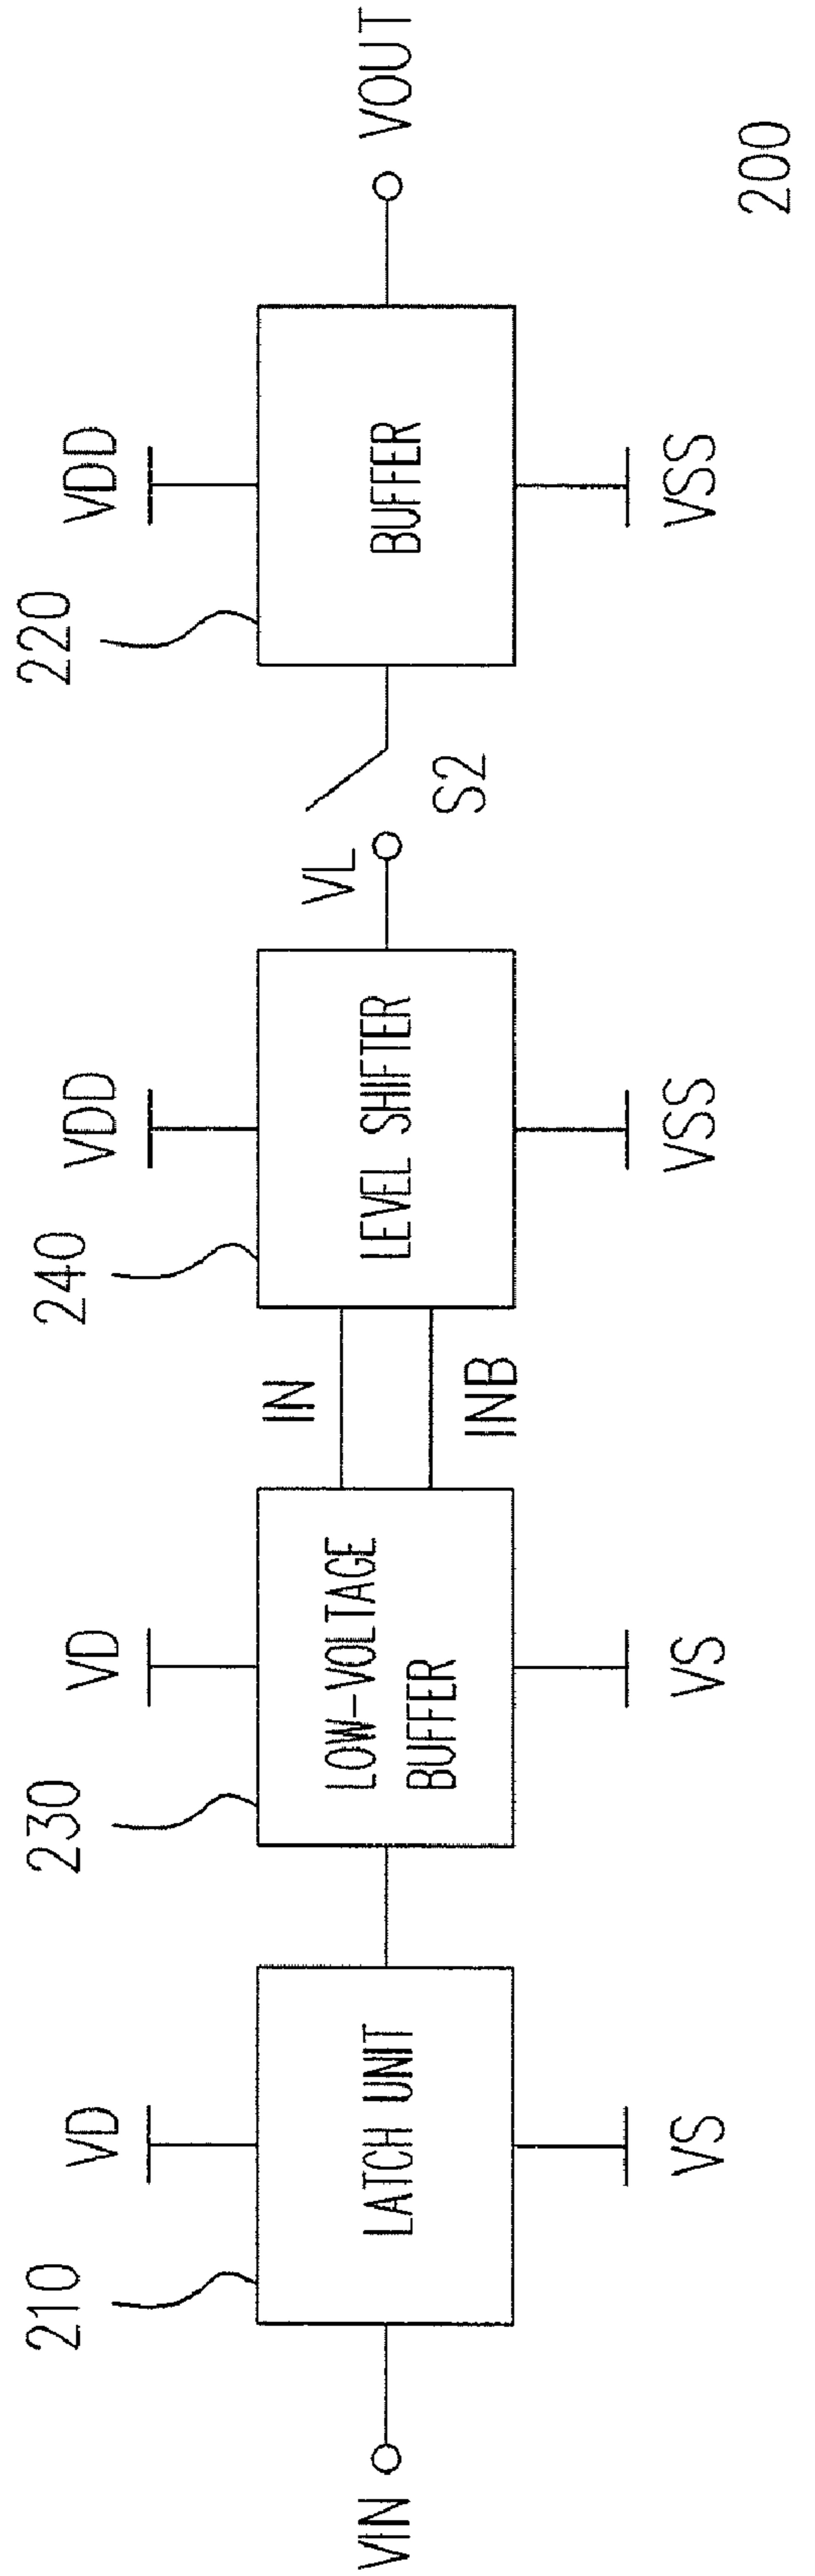 210
VD
VIN
LATCH UNIT
VS
230
VD
LOW-VOLTAGE
BUFFER
VS
IN
INB
240
VDD
LEVEL SHIFTER
VSS
VL
S2
220
VDD
BUFFER
VSS
VOUT
200